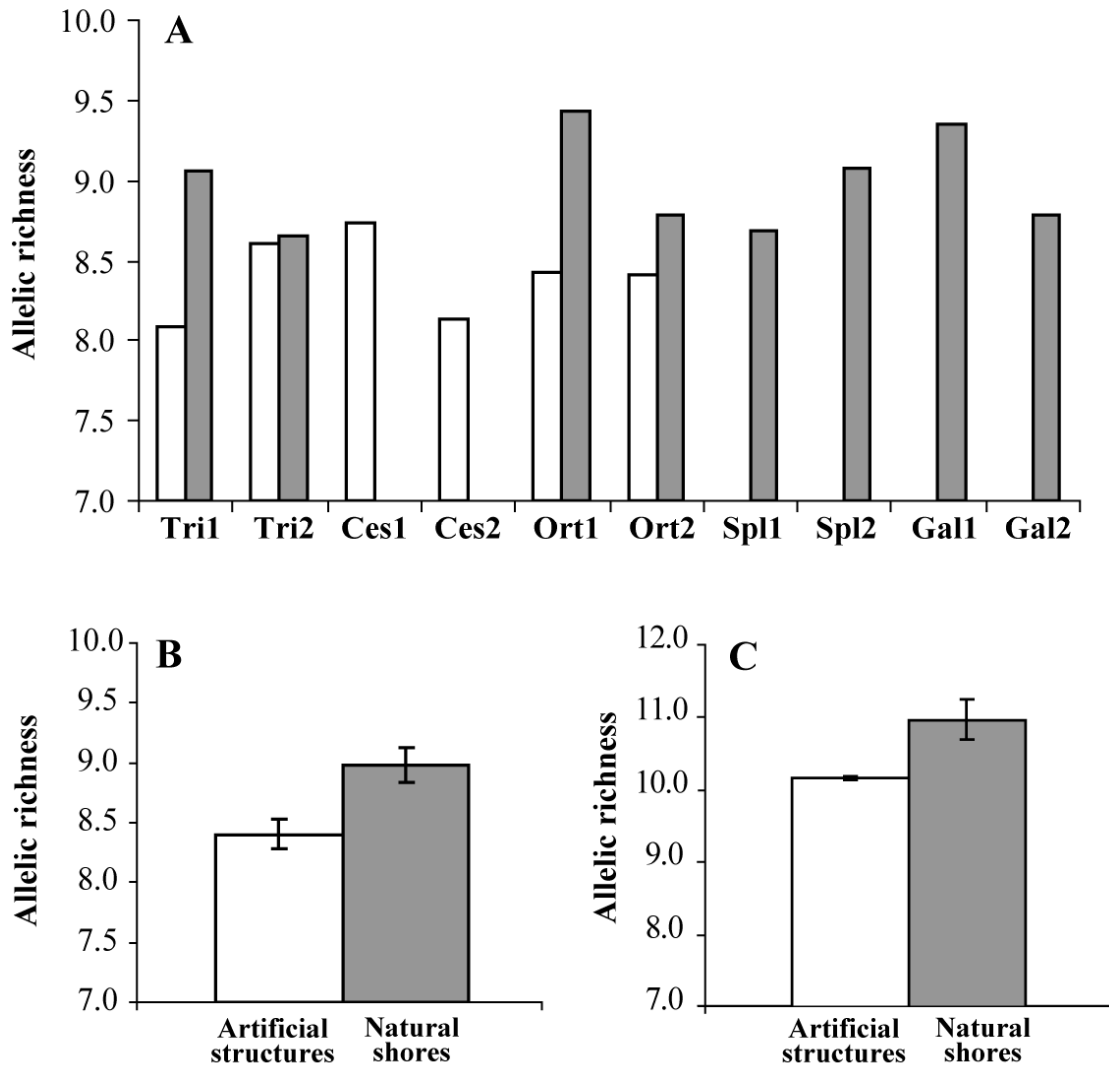 A
Allelic richness
10.0
9.5
9.0
8.5
8.0
7.5
7.0
Tri1 Tri2 Ces1 Ces2 Ort1 Ort2 Spl1 Spl2 Gal1 Gal2
B
Allelic richness
10.0
9.5
9.0
8.5
8.0
7.5
7.0
Artificial Natural
structures shores
C
Allelic richness
12.0
11.0
10.0
9.0
8.0
7.0
Artificial Natural
structures shores